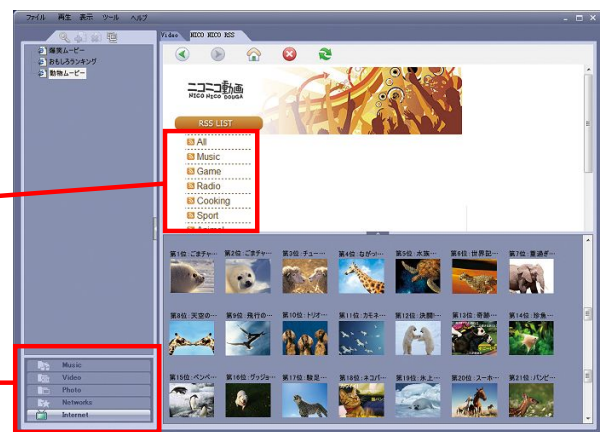 ファイル 再生 表示 ツール ヘルプ
爆笑ムービー
おもしろランキング
動物ムービー
Video NICO NICO RSS
ニコニコ動画
NICO NICO DOUGA
RSS LIST
All
Music
Game
Radio
Cooking
Sport
Animal
第1位:ごまチャ… 第2位:ごまチャ… 第3位:チュー… 第4位:ながっ!… 第5位:水族… 第6位:世界記… 第7位:重過ぎ…
第8位:天空の… 第9位:飛行の… 第10位:トリオ… 第11位:カモネ… 第12位:決闘!… 第13位:奇跡… 第14位:珍魚…
第15位:ペンペ… 第16位:ヴッジョ… 第17位:駿足… 第18位:ネコパ… 第19位:氷上… 第20位:スーホ… 第21位:バンビ…
Music
Video
Photo
Networks
Internet